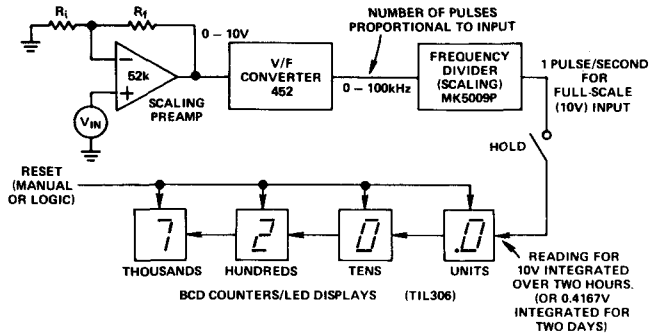 Ri
Rf
0 – 10V
52k
–
+
SCALING
PREAMP
VIN
V/F
CONVERTER
452
NUMBER OF PULSES
PROPORTIONAL TO INPUT
0 – 100kHz
FREQUENCY
DIVIDER
(SCALING)
MK5009P
1 PULSE/SECOND
FOR
FULL-SCALE
(10V) INPUT
HOLD
RESET
(MANUAL
OR LOGIC)
7
2
0
.0
THOUSANDS
HUNDREDS
TENS
UNITS
BCD COUNTERS/LED DISPLAYS (TIL306)
READING FOR
10V INTEGRATED
OVER TWO HOURS.
(OR 0.4167V
INTEGRATED FOR
TWO DAYS)